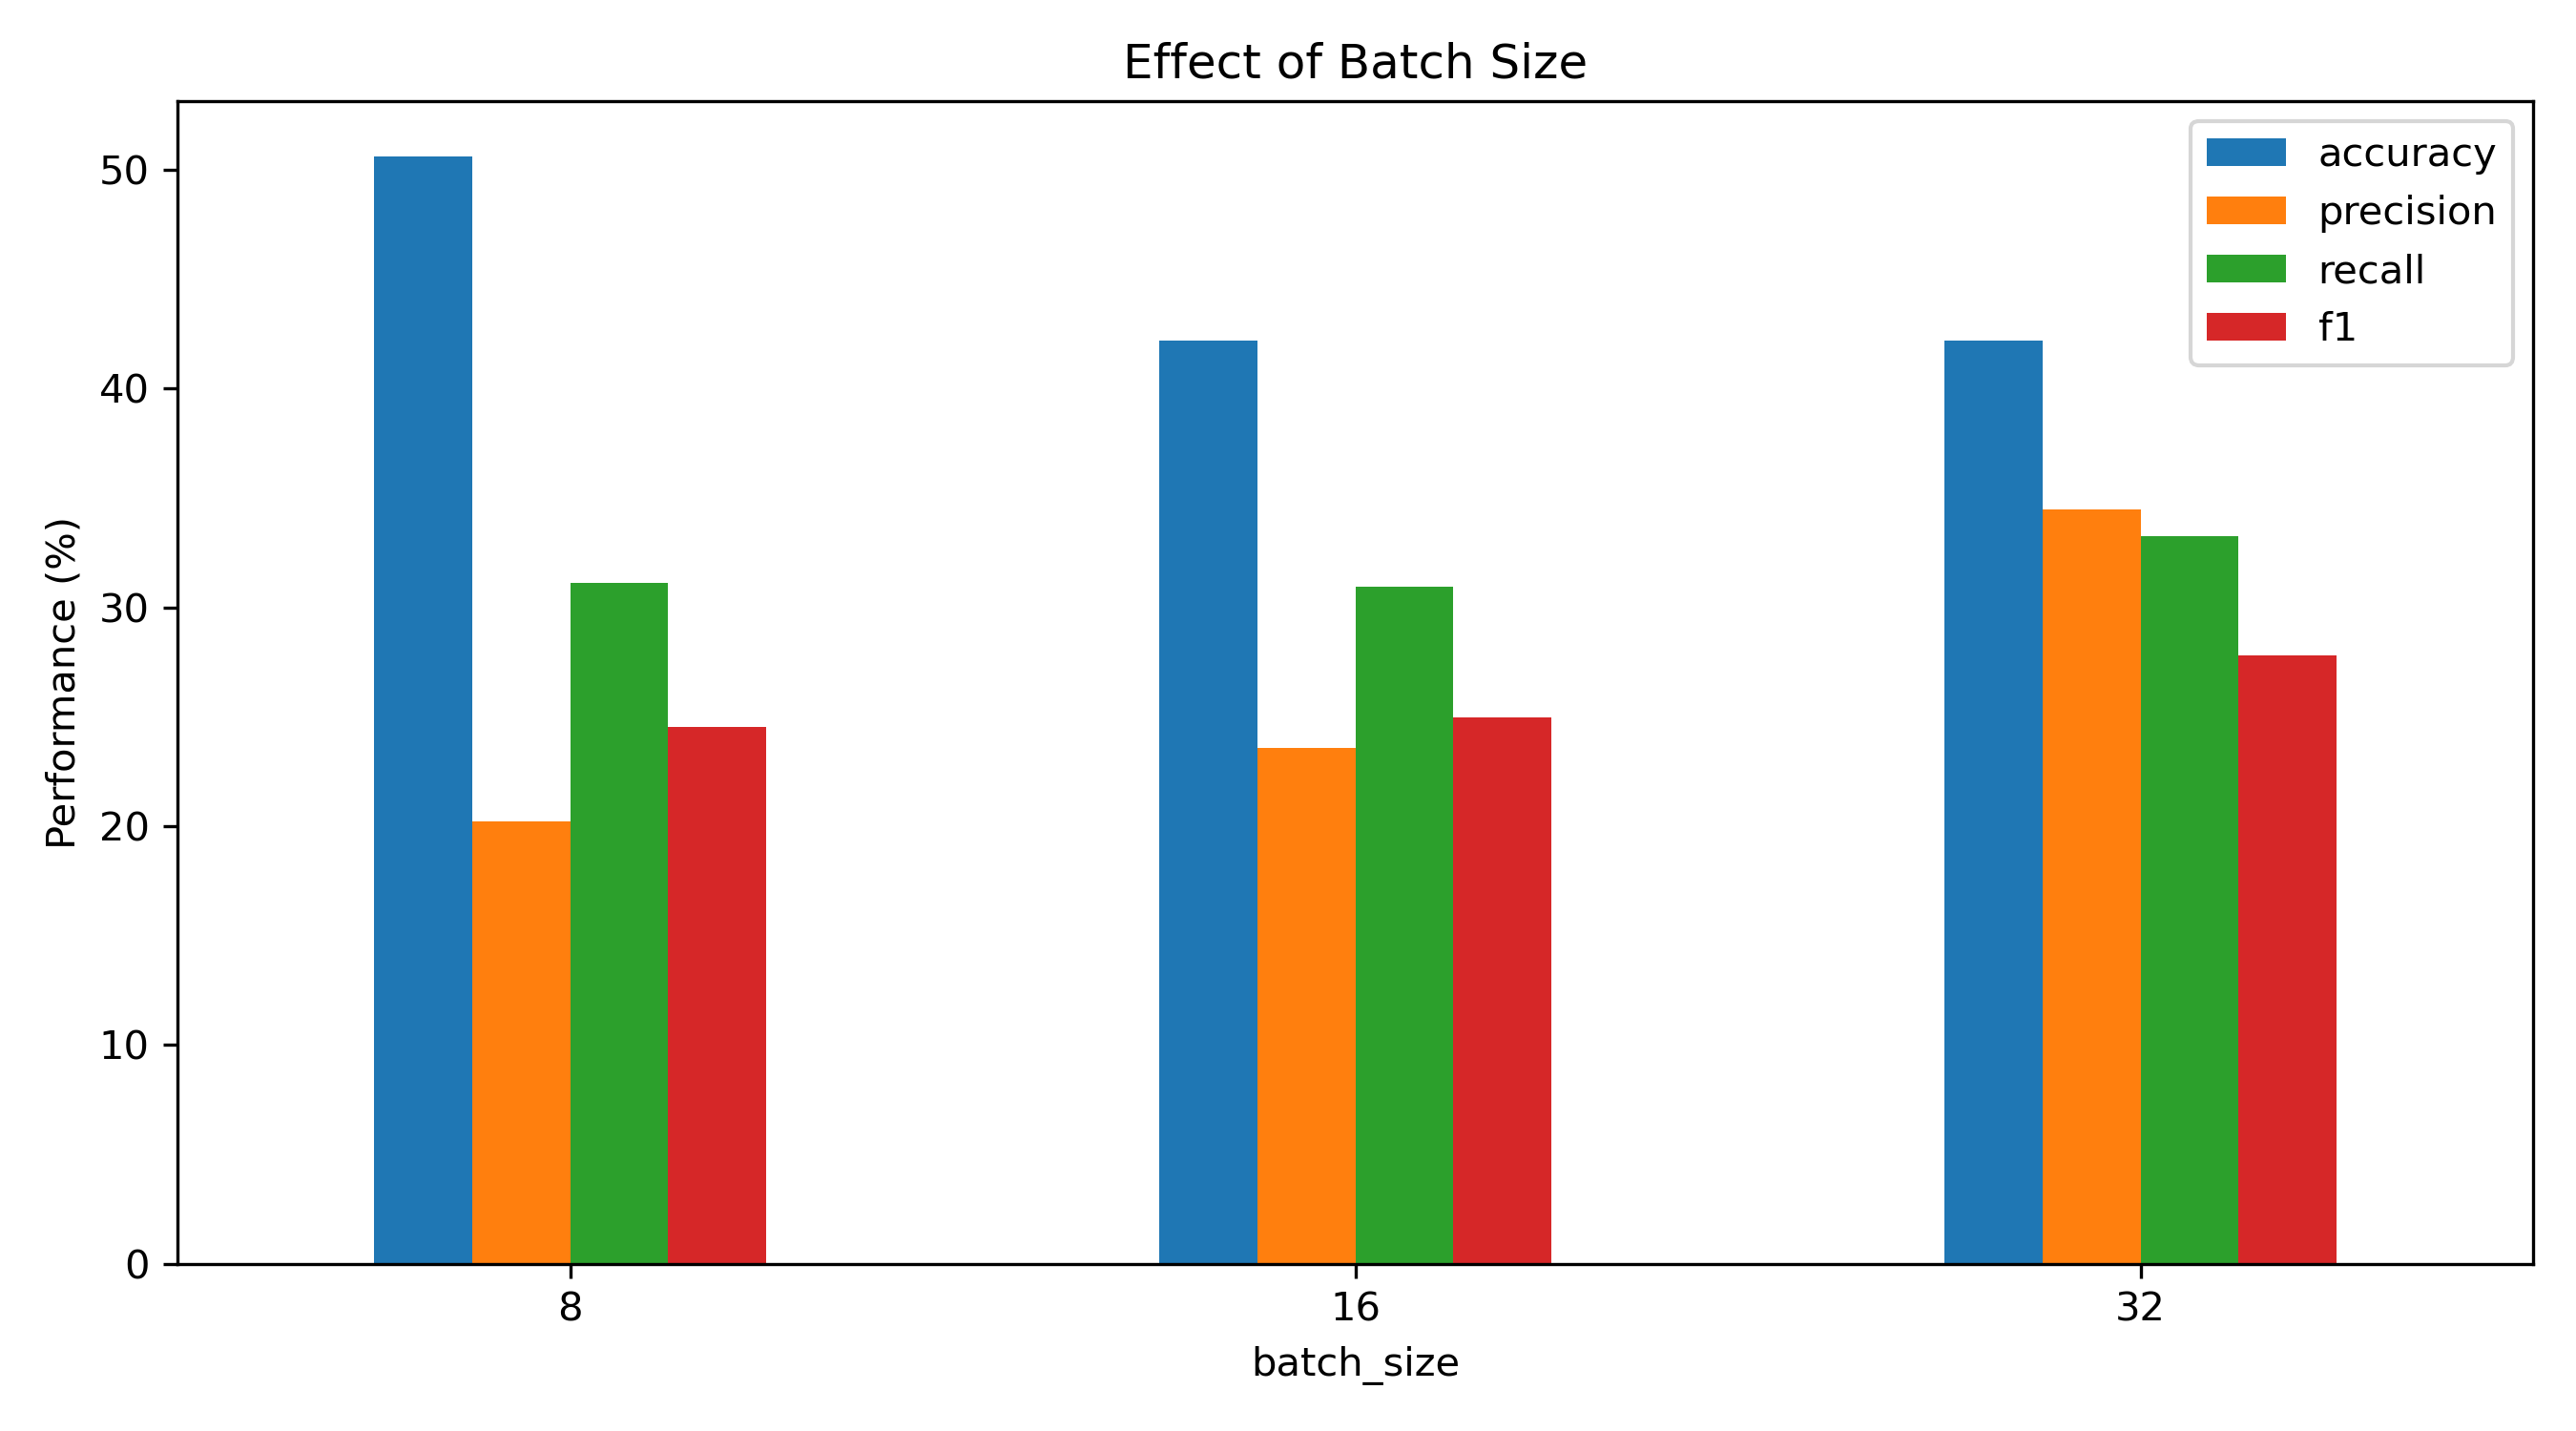 Effect of Batch Size
50
40
30
20
10
0
Performance (%)
8
16
32
batch_size
accuracy
precision
recall
f1